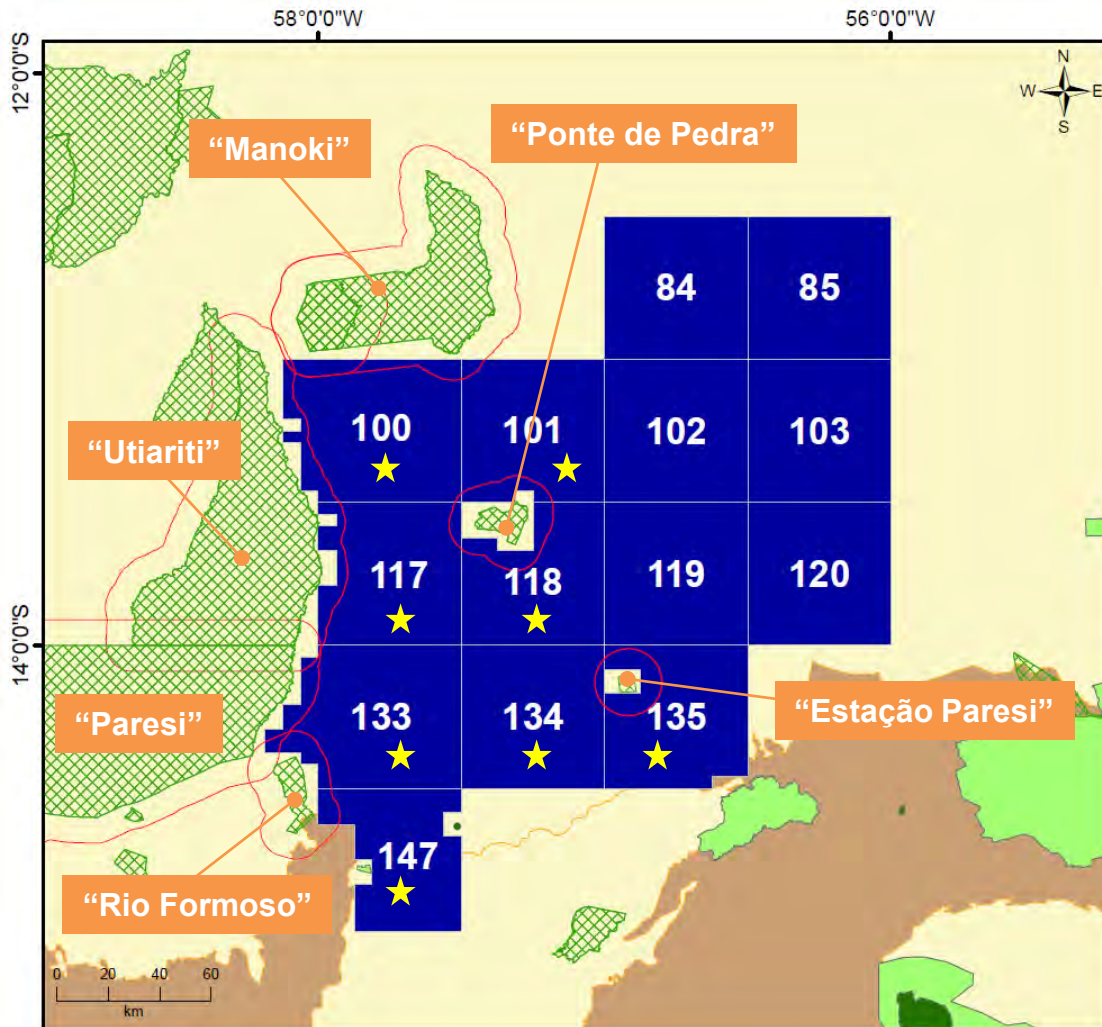 58°0'0"W
56°0'0"W
12°0'0"S
N
W
E
S
“Ponte de Pedra”
“Manoki”
84
85
“Utiariti”
100
101
102
103
117
118
119
120
14°0'0"S
“Paresi”
133
134
135
“Estação Paresi”
147
“Rio Formoso”
0 20 40 60
km